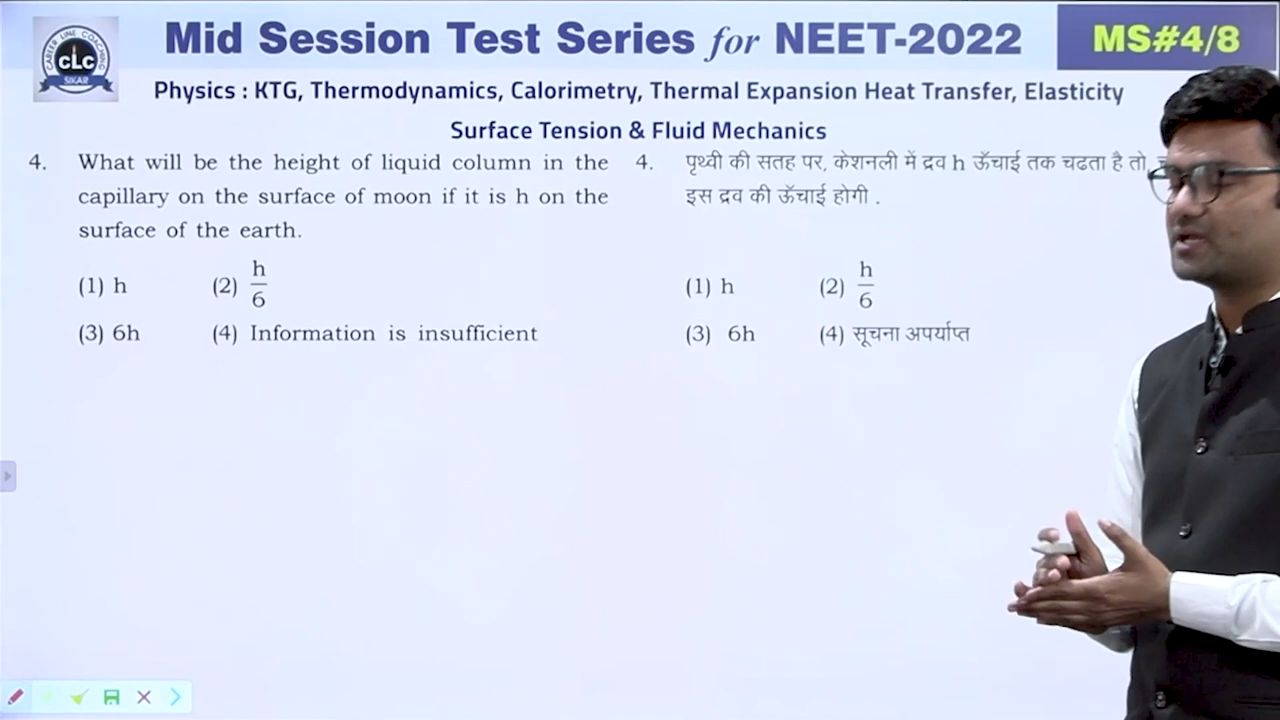 CAREER LINE COACHING
CLC
SIKAR
Mid Session Test Series for NEET-2022
MS#4/8
Physics : KTG, Thermodynamics, Calorimetry, Thermal Expansion Heat Transfer, Elasticity
Surface Tension & Fluid Mechanics
4. What will be the height of liquid column in the
capillary on the surface of moon if it is h on the
surface of the earth.
(1) h (2) h/6
(3) 6h (4) Information is insufficient
4. पृथ्वी की सतह पर, केशनली में द्रव h ऊँचाई तक चढता है तो
इस द्रव की ऊँचाई होगी .
(1) h (2) h/6
(3) 6h (4) सूचना अपर्याप्त